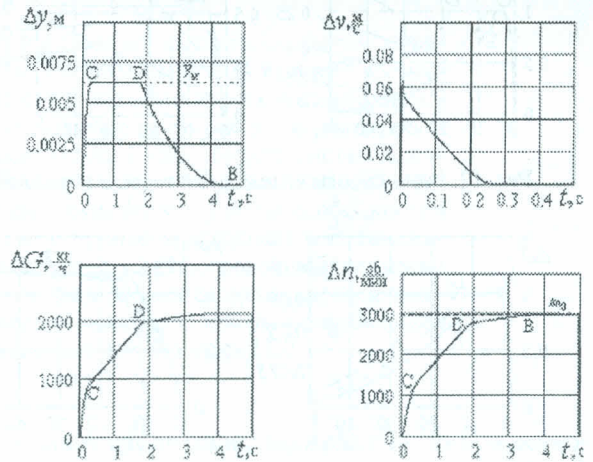 Δy, м
0.0075
0.005
0.0025
0
C
D
yм
B
0 1 2 3 4 t, с
Δv, м/с
0.08
0.06
0.04
0.02
0
0 0.1 0.2 0.3 0.4 t, с
ΔG, кг/ч
2000
1000
0
D
C
0 1 2 3 4 t, с
Δn, об/мин
3000
2000
1000
0
D
B
C
0 1 2 3 4 t, с